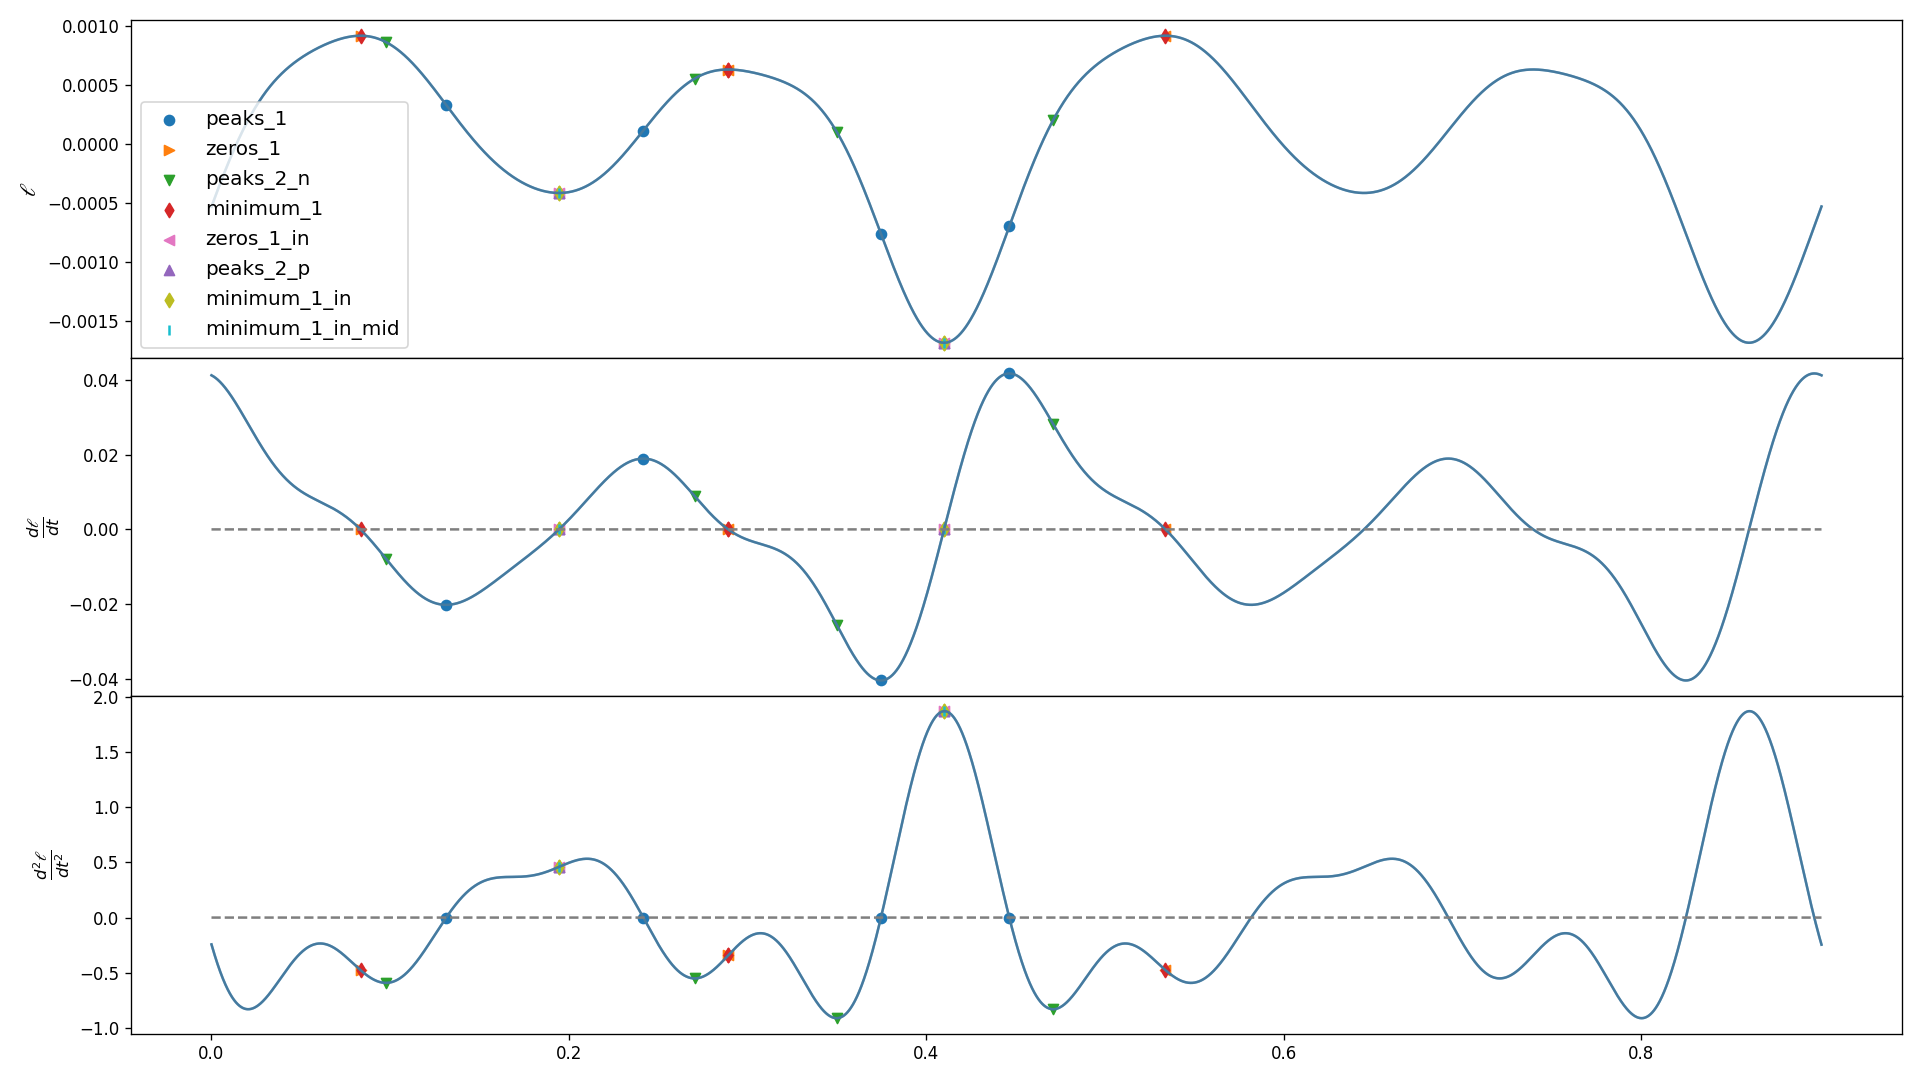 0.0010
0.0005
0.0000
−0.0005
−0.0010
−0.0015
ℓ
peaks_1
zeros_1
peaks_2_n
minimum_1
zeros_1_in
peaks_2_p
minimum_1_in
minimum_1_in_mid
0.04
0.02
0.00
−0.02
−0.04
dℓ/dt
2.0
1.5
1.0
0.5
0.0
−0.5
−1.0
d²ℓ/dt²
0.0 0.2 0.4 0.6 0.8